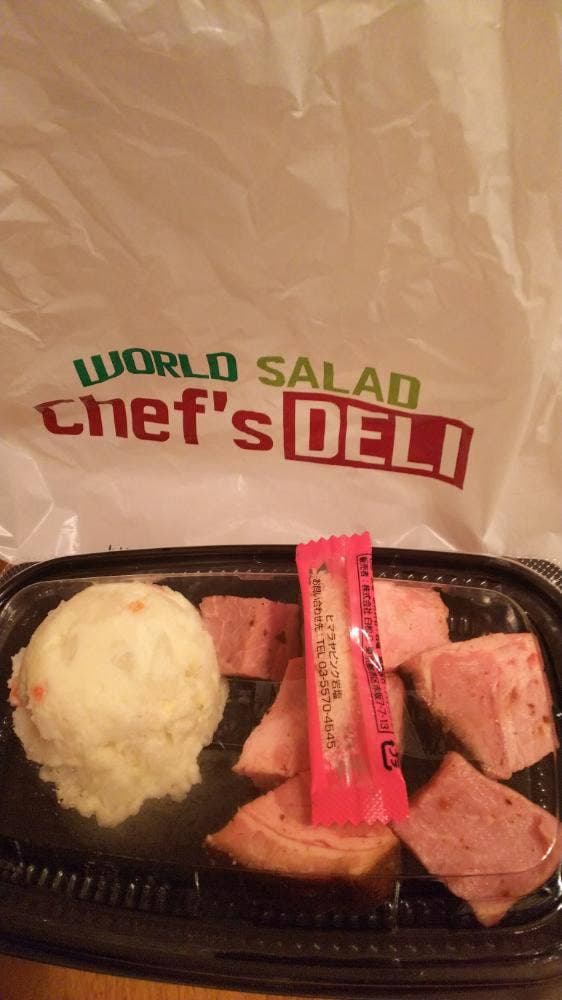 WORLD SALAD
chef's DELI
ヒマラヤピンク岩塩
お問い合わせ先:TEL 03-5570-4545